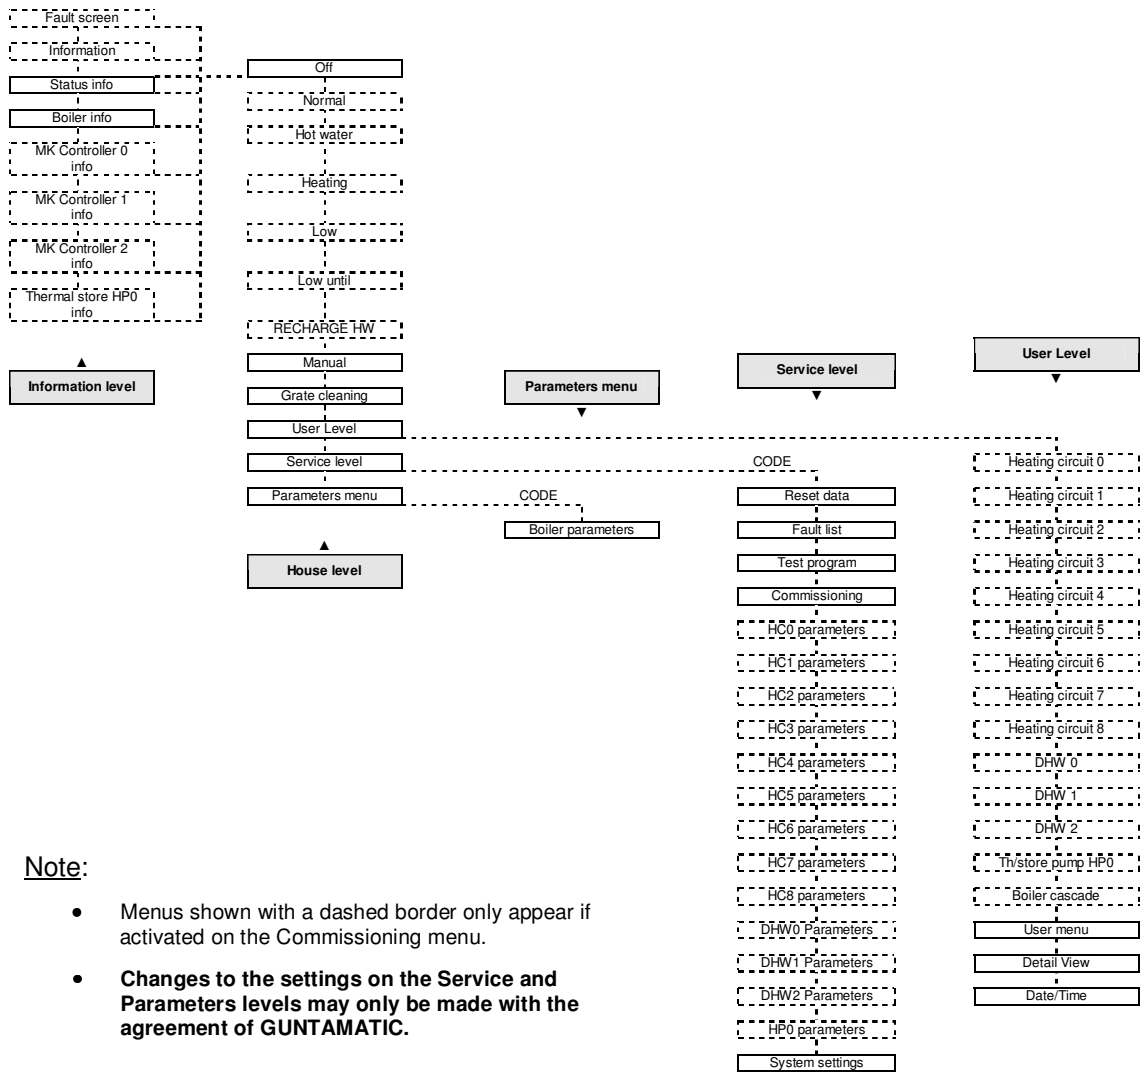 Fault screen
Information
Status info
Boiler info
MK Controller 0
info
MK Controller 1
info
MK Controller 2
info
Thermal store HP0
info
▲
Information level
Off
Normal
Hot water
Heating
Low
Low until
RECHARGE HW
Manual
Grate cleaning
User Level
Service level
Parameters menu
▲
House level
Parameters menu
▼
CODE
Boiler parameters
Service level
▼
CODE
Reset data
Fault list
Test program
Commissioning
HC0 parameters
HC1 parameters
HC2 parameters
HC3 parameters
HC4 parameters
HC5 parameters
HC6 parameters
HC7 parameters
HC8 parameters
DHW0 Parameters
DHW1 Parameters
DHW2 Parameters
HP0 parameters
System settings
User Level
▼
Heating circuit 0
Heating circuit 1
Heating circuit 2
Heating circuit 3
Heating circuit 4
Heating circuit 5
Heating circuit 6
Heating circuit 7
Heating circuit 8
DHW 0
DHW 1
DHW 2
Th/store pump HP0
Boiler cascade
User menu
Detail View
Date/Time
Note:
• Menus shown with a dashed border only appear if
activated on the Commissioning menu.
• Changes to the settings on the Service and
Parameters levels may only be made with the
agreement of GUNTAMATIC.